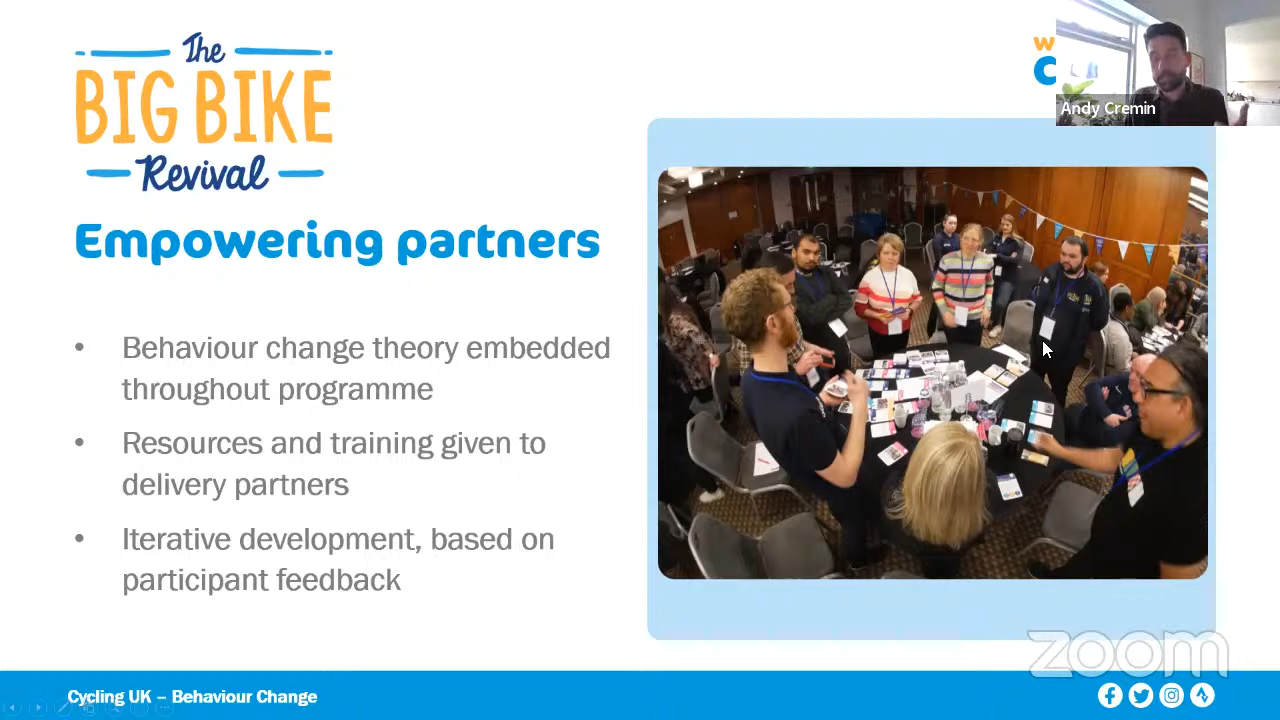 The
BIG BIKE
Revival
W
C
Andy Cremin
Empowering partners
• Behaviour change theory embedded
throughout programme
• Resources and training given to
delivery partners
• Iterative development, based on
participant feedback
zoom
Cycling UK – Behaviour Change